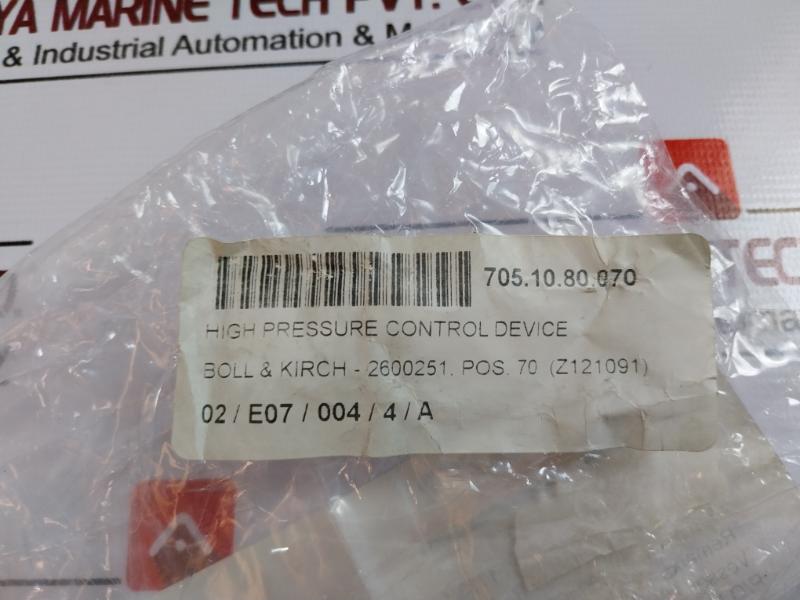 YA MARINE TECH PVT.
& Industrial Automation & M
705.10.80.070
HIGH PRESSURE CONTROL DEVICE
BOLL & KIRCH - 2600251. POS. 70 (Z121091)
02 / E07 / 004 / 4 / A
TEC